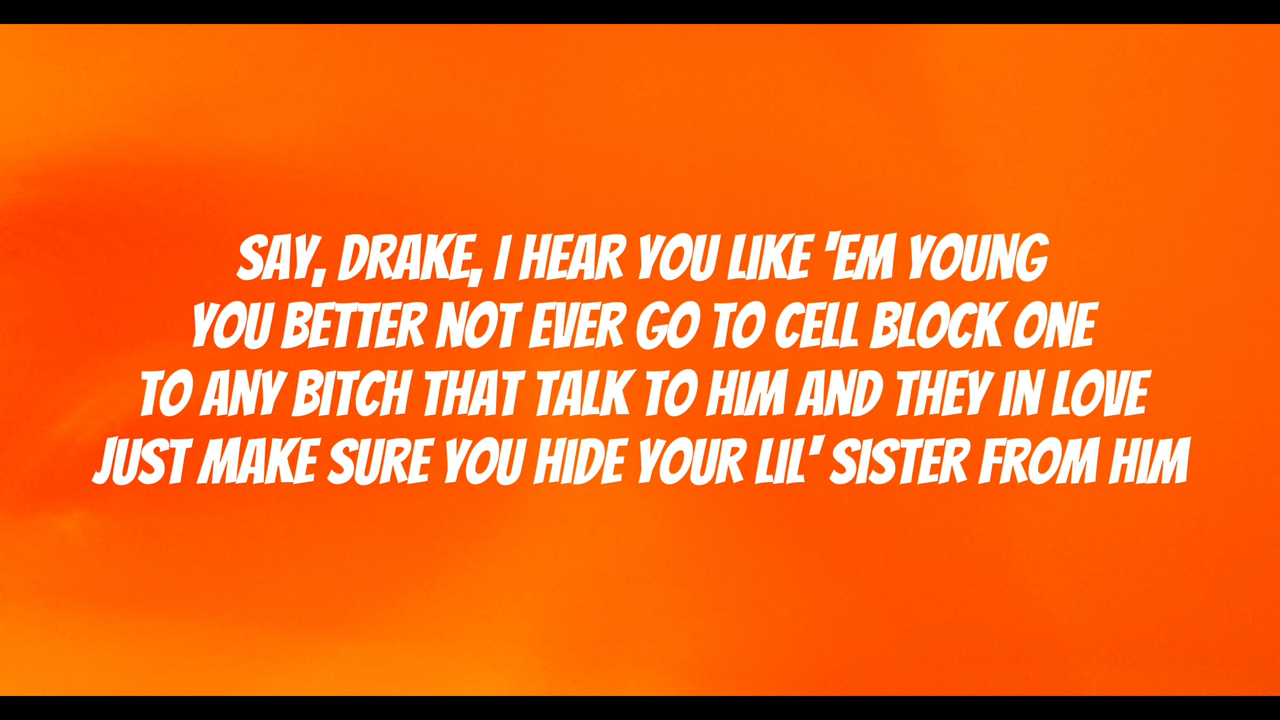 SAY, DRAKE, I HEAR YOU LIKE 'EM YOUNG
YOU BETTER NOT EVER GO TO CELL BLOCK ONE
TO ANY BITCH THAT TALK TO HIM AND THEY IN LOVE
JUST MAKE SURE YOU HIDE YOUR LIL' SISTER FROM HIM